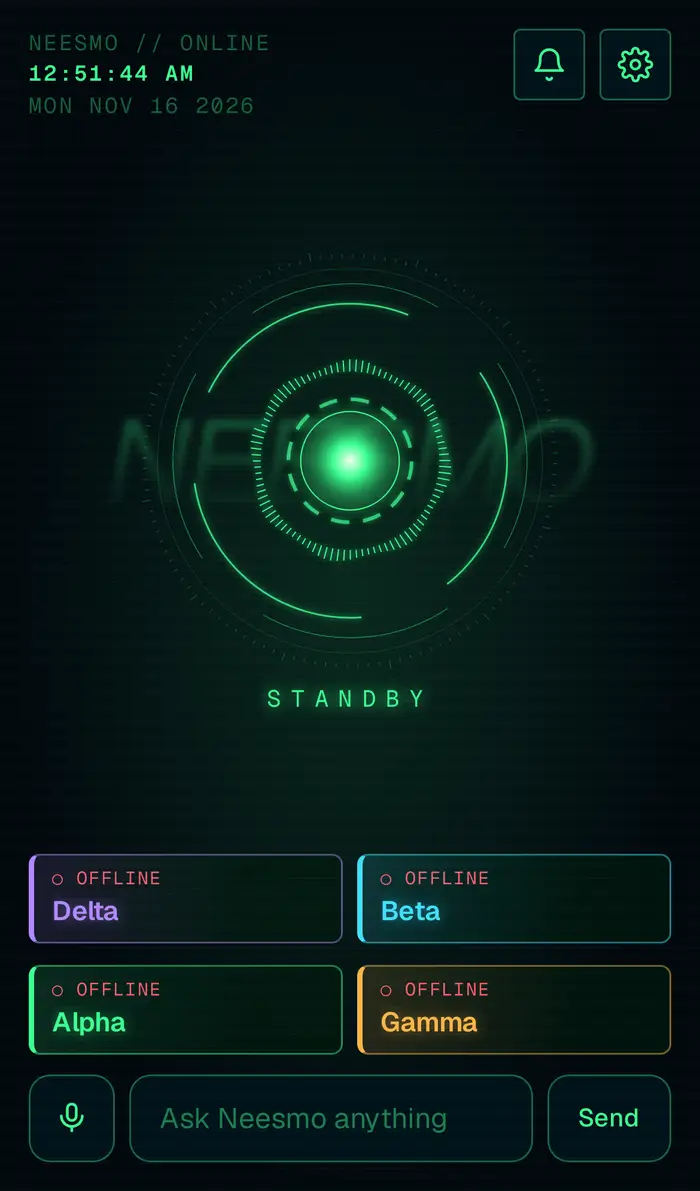 NEESMO // ONLINE
12:51:44 AM
MON NOV 16 2026
NEESMO
STANDBY
○ OFFLINE
Delta
○ OFFLINE
Beta
○ OFFLINE
Alpha
○ OFFLINE
Gamma
Ask Neesmo anything
Send